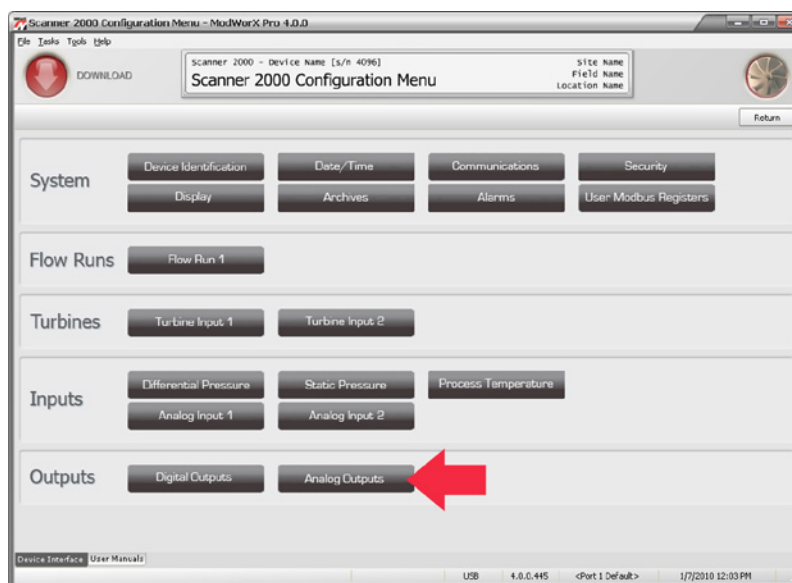 Scanner 2000 Configuration Menu - ModWorX Pro 4.0.0
File Tasks Tools Help
DOWNLOAD
Scanner 2000 - Device Name [s/n 4096]
Scanner 2000 Configuration Menu
Site Name
Field Name
Location Name
Return
System
Device Identification Date/Time Communications Security
Display Archives Alarms User Modbus Registers
Flow Runs Flow Run 1
Turbines Turbine Input 1 Turbine Input 2
Inputs
Differential Pressure Static Pressure Process Temperature
Analog Input 1 Analog Input 2
Outputs Digital Outputs Analog Outputs
Device Interface User Manuals
USB 4.0.0.445 <Port 1 Default> 1/7/2010 12:03 PM